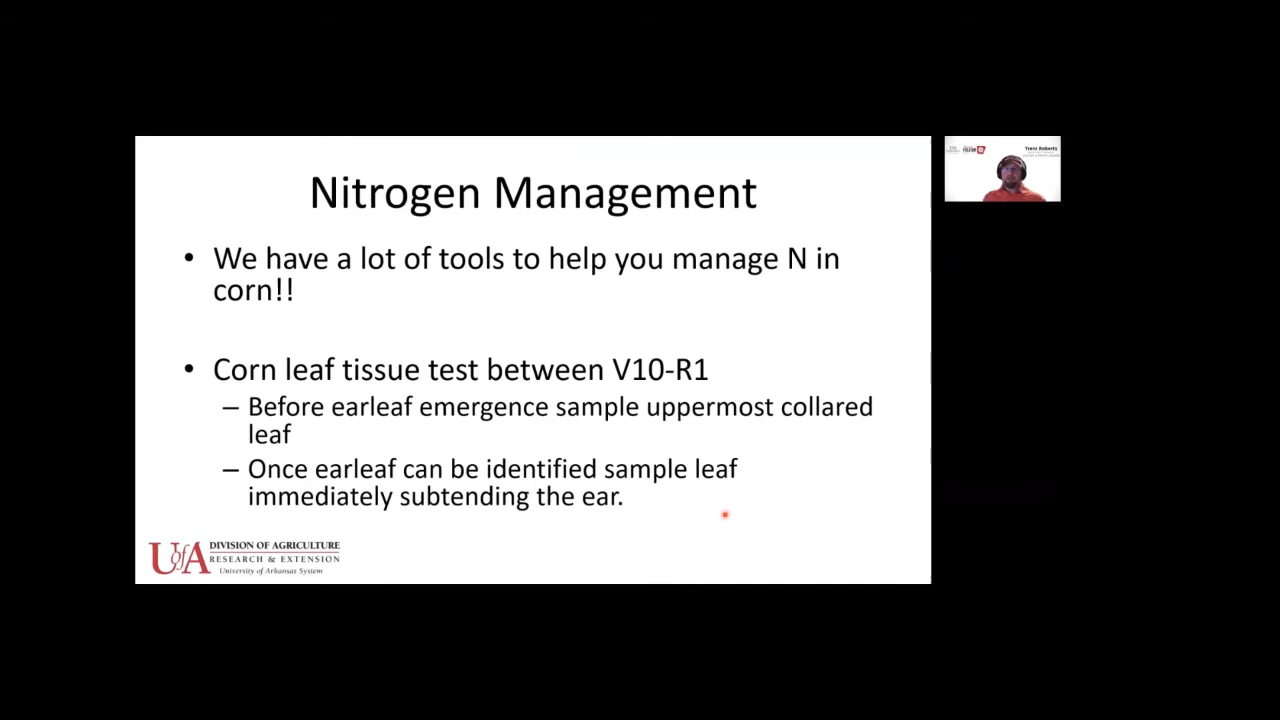 Nitrogen Management
• We have a lot of tools to help you manage N in
corn!!
• Corn leaf tissue test between V10-R1
– Before earleaf emergence sample uppermost collared
leaf
– Once earleaf can be identified sample leaf
immediately subtending the ear.
UofA DIVISION OF AGRICULTURE
RESEARCH & EXTENSION
University of Arkansas System
Trent Roberts